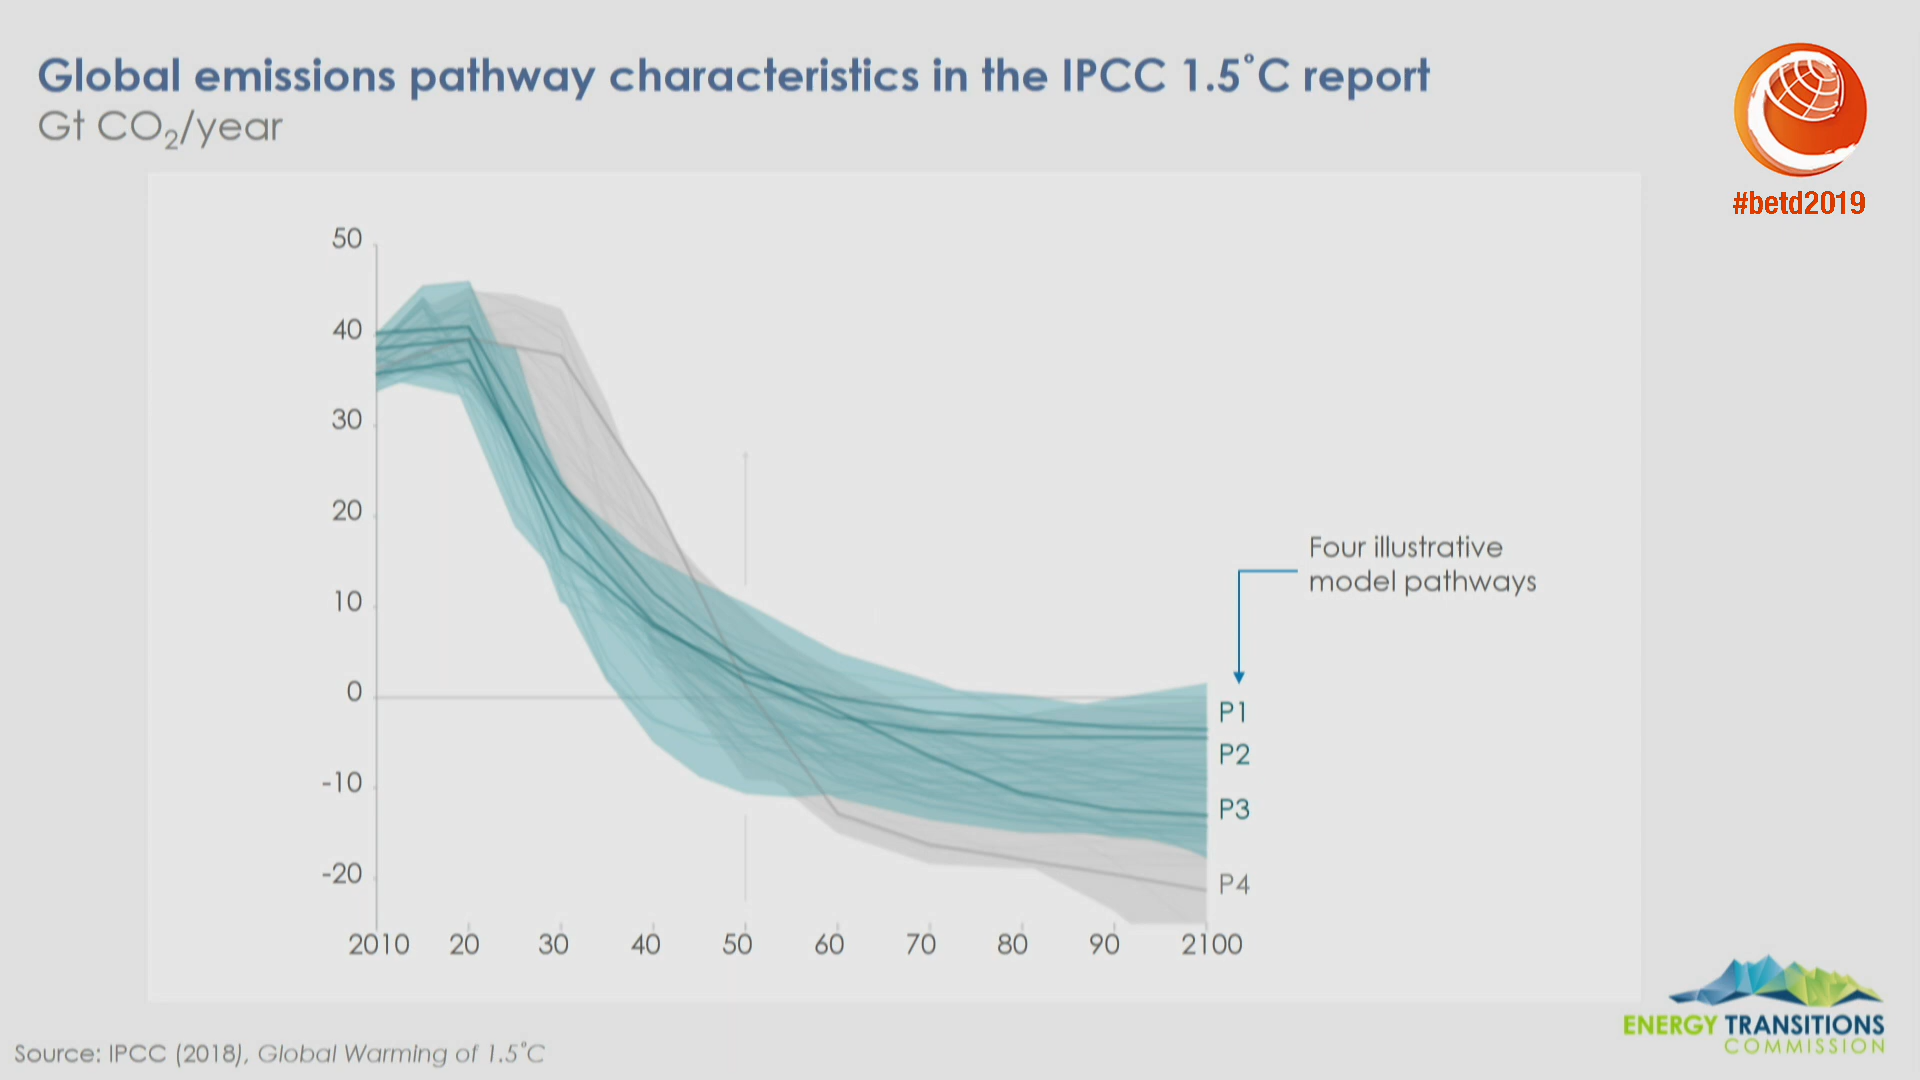 Global emissions pathway characteristics in the IPCC 1.5°C report
Gt CO₂/year
#betd2019
50
40
30
20
10
0
-10
-20
2010 20 30 40 50 60 70 80 90 2100
Four illustrative
model pathways
P1
P2
P3
P4
ENERGY TRANSITIONS
COMMISSION
Source: IPCC (2018), Global Warming of 1.5°C